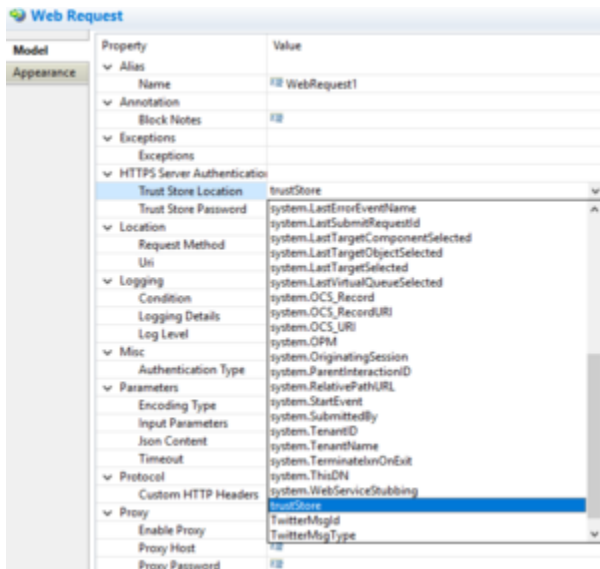 Web Request
Model
Appearance
Property Value
Alias
Name WebRequest1
Annotation
Block Notes
Exceptions
Exceptions
HTTPS Server Authentication
Trust Store Location trustStore
Trust Store Password
Location
Request Method
Uri
Logging
Condition
Logging Details
Log Level
Misc
Authentication Type
Parameters
Encoding Type
Input Parameters
Json Content
Timeout
Protocol
Custom HTTP Headers
Proxy
Enable Proxy
Proxy Host
Proxy Password
system.LastErrorEventName
system.LastSubmitRequestId
system.LastTargetComponentSelected
system.LastTargetObjectSelected
system.LastTargetSelected
system.LastVirtualQueueSelected
system.OCS_Record
system.OCS_RecordURI
system.OCS_URI
system.OPM
system.OriginatingSession
system.ParentInteractionID
system.RelativePathURL
system.StartEvent
system.SubmittedBy
system.TenantID
system.TenantName
system.TerminateIxnOnExit
system.ThisDN
system.WebServiceStubbing
trustStore
TwitterMsgId
TwitterMsgType